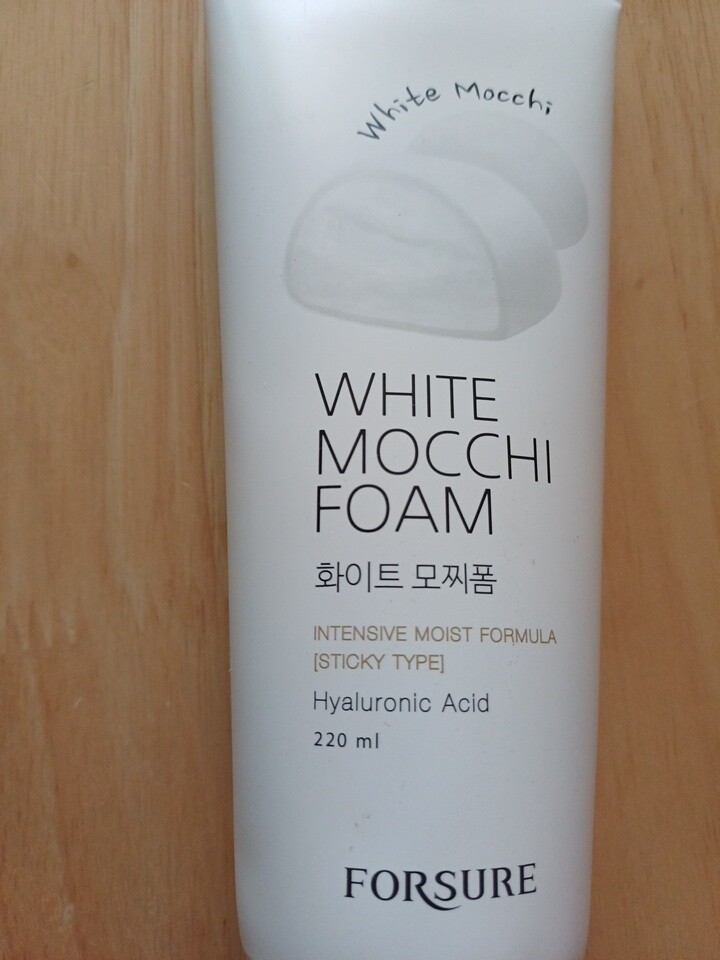 White Mocchi
WHITE
MOCCHI
FOAM
화이트 모찌폼
INTENSIVE MOIST FORMULA
[STICKY TYPE]
Hyaluronic Acid
220 ml
FORSURE